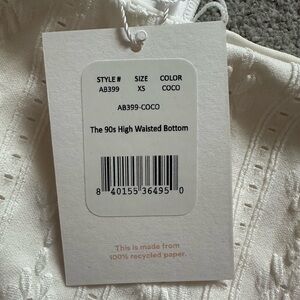 STYLE # SIZE COLOR
AB399 XS COCO
AB399-COCO
The 90s High Waisted Bottom
8 40155 36495 0
This is made from
100% recycled paper.